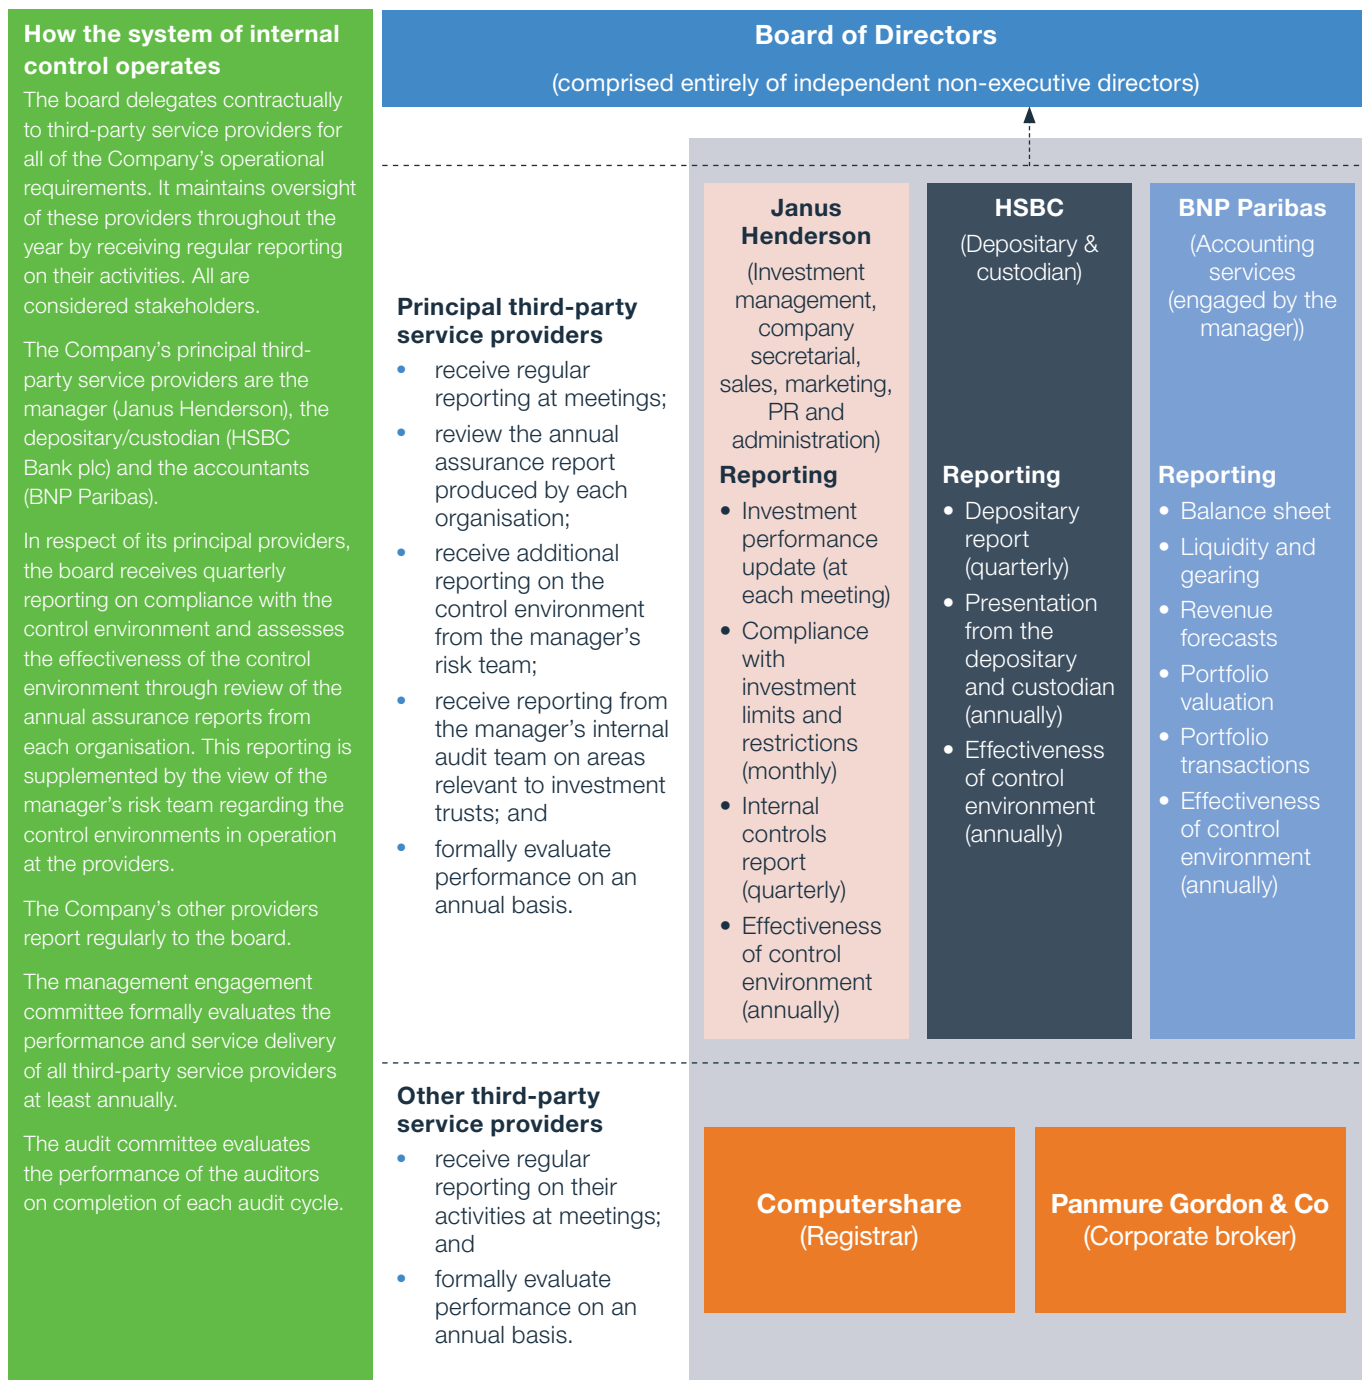 How the system of internal
control operates
The board delegates contractually
to third-party service providers for
all of the Company’s operational
requirements. It maintains oversight
of these providers throughout the
year by receiving regular reporting
on their activities. All are
considered stakeholders.
The Company’s principal third-
party service providers are the
manager (Janus Henderson), the
depositary/custodian (HSBC
Bank plc) and the accountants
(BNP Paribas).
In respect of its principal providers,
the board receives quarterly
reporting on compliance with the
control environment and assesses
the effectiveness of the control
environment through review of the
annual assurance reports from
each organisation. This reporting is
supplemented by the view of the
manager’s risk team regarding the
control environments in operation
at the providers.
The Company’s other providers
report regularly to the board.
The management engagement
committee formally evaluates the
performance and service delivery
of all third-party service providers
at least annually.
The audit committee evaluates
the performance of the auditors
on completion of each audit cycle.
Board of Directors
(comprised entirely of independent non-executive directors)
Principal third-party
service providers
• receive regular
reporting at meetings;
• review the annual
assurance report
produced by each
organisation;
• receive additional
reporting on the
control environment
from the manager’s
risk team;
• receive reporting from
the manager’s internal
audit team on areas
relevant to investment
trusts; and
• formally evaluate
performance on an
annual basis.
Janus
Henderson
(Investment
management,
company
secretarial,
sales, marketing,
PR and
administration)
Reporting
• Investment
performance
update (at
each meeting)
• Compliance
with
investment
limits and
restrictions
(monthly)
• Internal
controls
report
(quarterly)
• Effectiveness
of control
environment
(annually)
HSBC
(Depositary &
custodian)
Reporting
• Depositary
report
(quarterly)
• Presentation
from the
depositary
and custodian
(annually)
• Effectiveness
of control
environment
(annually)
BNP Paribas
(Accounting
services
(engaged by the
manager))
Reporting
• Balance sheet
• Liquidity and
gearing
• Revenue
forecasts
• Portfolio
valuation
• Portfolio
transactions
• Effectiveness
of control
environment
(annually)
Other third-party
service providers
• receive regular
reporting on their
activities at meetings;
and
• formally evaluate
performance on an
annual basis.
Computershare
(Registrar)
Panmure Gordon & Co
(Corporate broker)